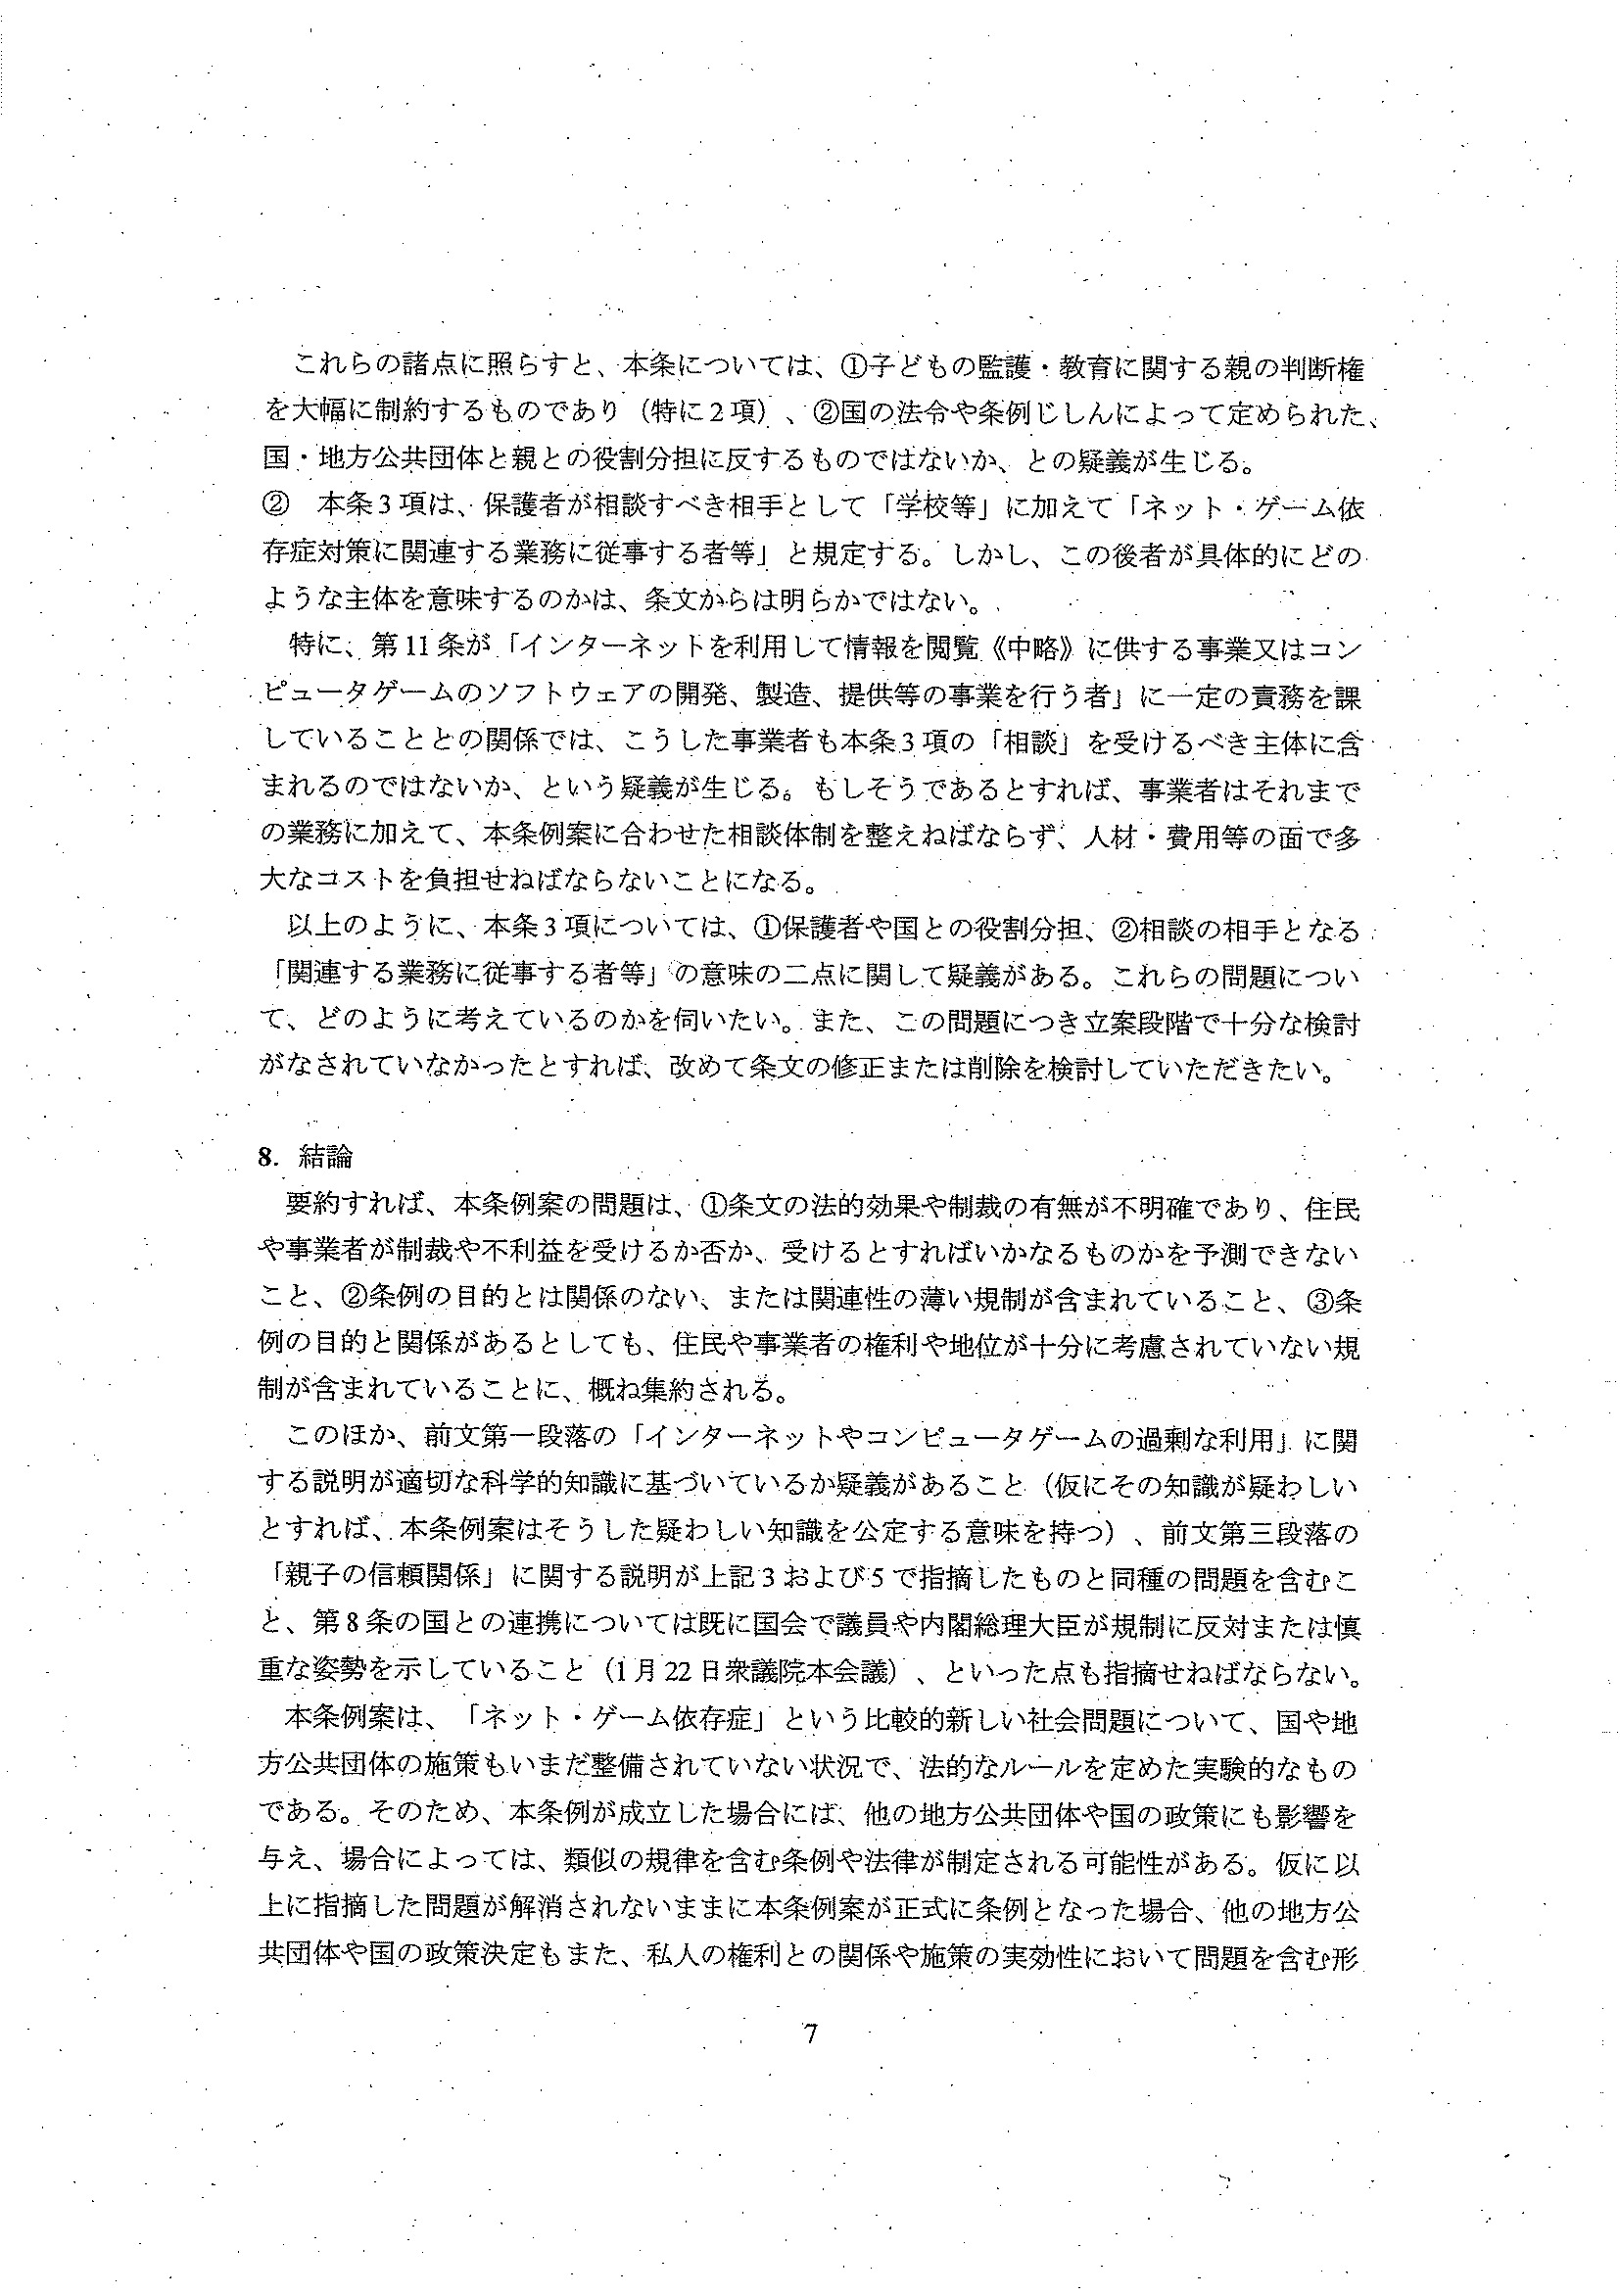 これらの諸点に照らすと、本条については、①子どもの監護・教育に関する親の判断権
を大幅に制約するものであり（特に2項）、②国の法令や条例じしんによって定められた、
国・地方公共団体と親との役割分担に反するものではないか、との疑義が生じる。
② 本条3項は、保護者が相談すべき相手として「学校等」に加えて「ネット・ゲーム依
存症対策に関連する業務に従事する者等」と規定する。しかし、この後者が具体的にどの
ような主体を意味するのかは、条文からは明らかではない。
特に、第11条が「インターネットを利用して情報を閲覧《中略》に供する事業又はコン
ピュータゲームのソフトウェアの開発、製造、提供等の事業を行う者」に一定の責務を課
していることとの関係では、こうした事業者も本条3項の「相談」を受けるべき主体に含
まれるのではないか、という疑義が生じる。もしそうであるとすれば、事業者はそれまで
の業務に加えて、本条例案に合わせた相談体制を整えねばならず、人材・費用等の面で多
大なコストを負担せねばならないことになる。
以上のように、本条3項については、①保護者や国との役割分担、②相談の相手となる
「関連する業務に従事する者等」の意味の二点に関して疑義がある。これらの問題につい
て、どのように考えているのかを伺いたい。また、この問題につき立案段階で十分な検討
がなされていなかったとすれば、改めて条文の修正または削除を検討していただきたい。
8. 結論
要約すれば、本条例案の問題は、①条文の法的効果や制裁の有無が不明確であり、住民
や事業者が制裁や不利益を受けるか否か、受けるとすればいかなるものかを予測できない
こと、②条例の目的とは関係のない、または関連性の薄い規制が含まれていること、③条
例の目的と関係があるとしても、住民や事業者の権利や地位が十分に考慮されていない規
制が含まれていることに、概ね集約される。
このほか、前文第一段落の「インターネットやコンピュータゲームの過剰な利用」に関
する説明が適切な科学的知識に基づいているか疑義があること（仮にその知識が疑わしい
とすれば、本条例案はそうした疑わしい知識を公定する意味を持つ）、前文第三段落の
「親子の信頼関係」に関する説明が上記3および5で指摘したものと同種の問題を含むこ
と、第8条の国との連携については既に国会で議員や内閣総理大臣が規制に反対または慎
重な姿勢を示していること（1月22日衆議院本会議）、といった点も指摘せねばならない。
本条例案は、「ネット・ゲーム依存症」という比較的新しい社会問題について、国や地
方公共団体の施策もいまだ整備されていない状況で、法的なルールを定めた実験的なもの
である。そのため、本条例が成立した場合には、他の地方公共団体や国の政策にも影響を
与え、場合によっては、類似の規律を含む条例や法律が制定される可能性がある。仮に以
上に指摘した問題が解消されないままに本条例案が正式に条例となった場合、他の地方公
共団体や国の政策決定もまた、私人の権利との関係や施策の実効性において問題を含む形
7